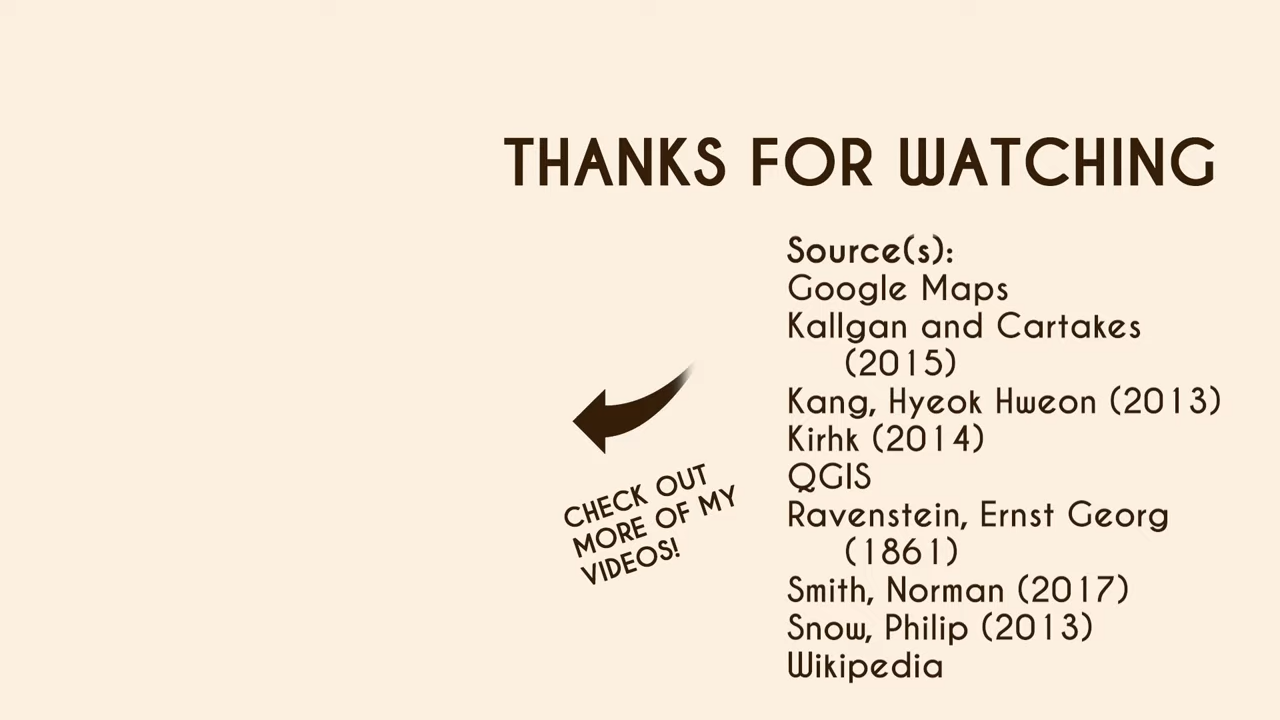 THANKS FOR WATCHING
Source(s):
Google Maps
Kallgan and Cartakes
(2015)
Kang, Hyeok Hweon (2013)
Kirhk (2014)
QGIS
Ravenstein, Ernst Georg
(1861)
Smith, Norman (2017)
Snow, Philip (2013)
Wikipedia
CHECK OUT
MORE OF MY
VIDEOS!